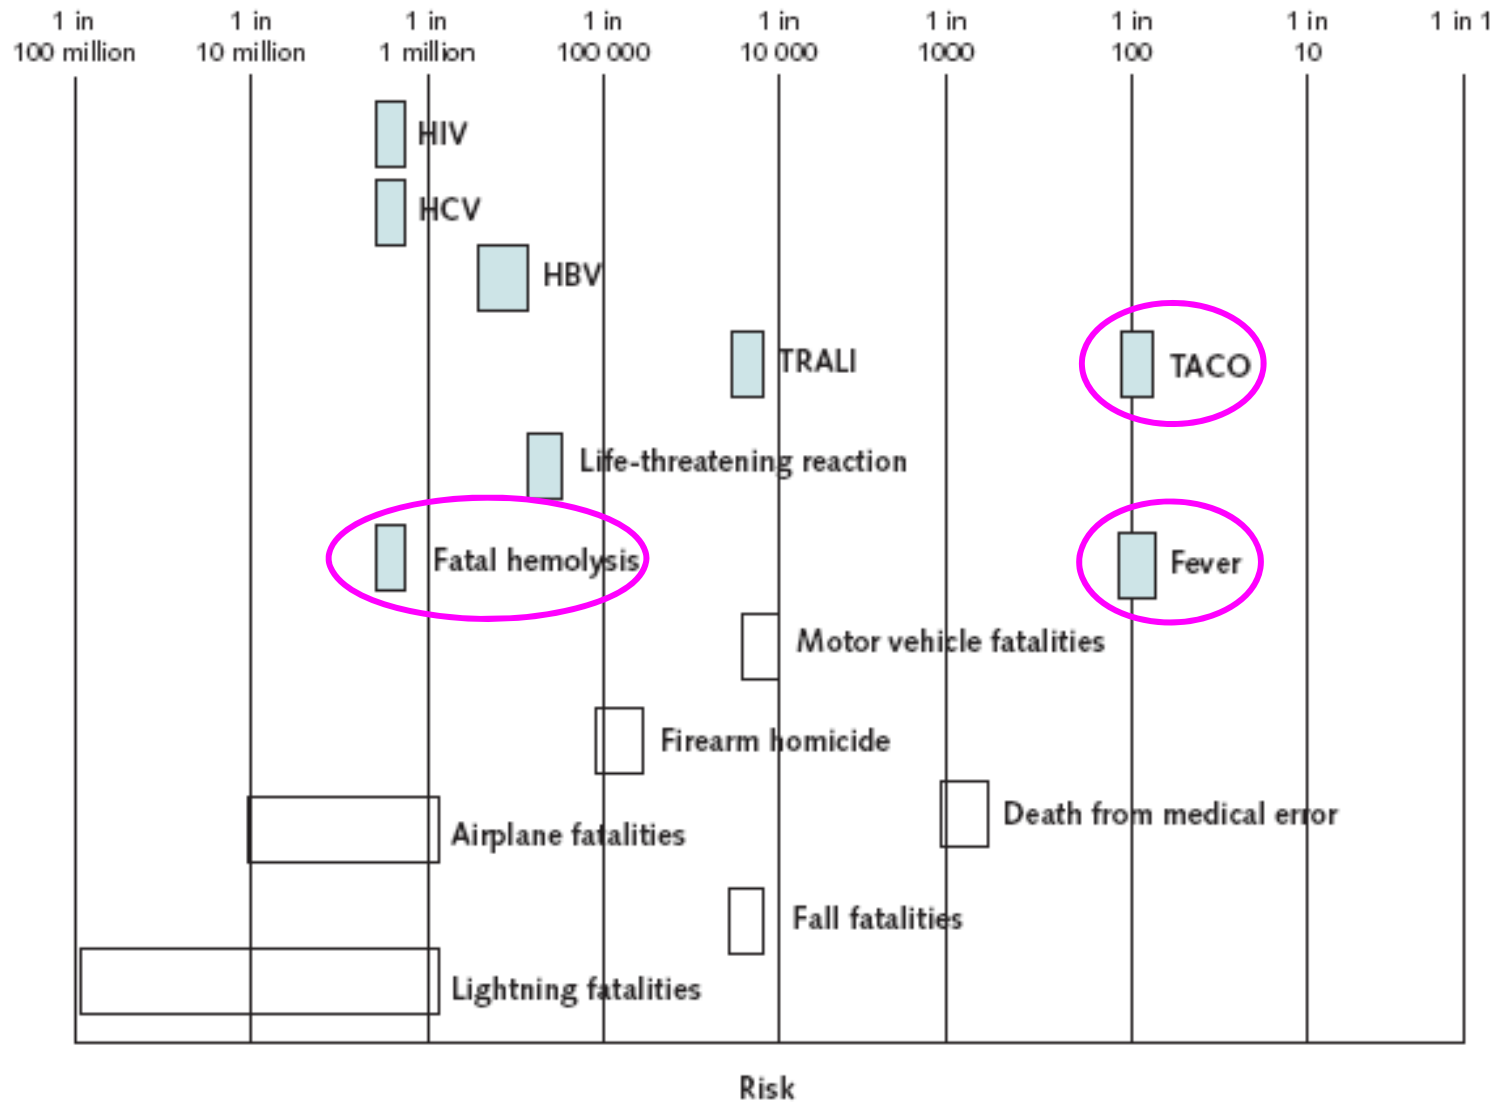 1 in 1 in 1 in 1 in 1 in 1 in 1 in 1 in 1 in 1
100 million 10 million 1 million 100 000 10 000 1000 100 10
HIV
HCV
HBV
TRALI
TACO
Life-threatening reaction
Fatal hemolysis
Fever
Motor vehicle fatalities
Firearm homicide
Death from medical error
Airplane fatalities
Fall fatalities
Lightning fatalities
Risk